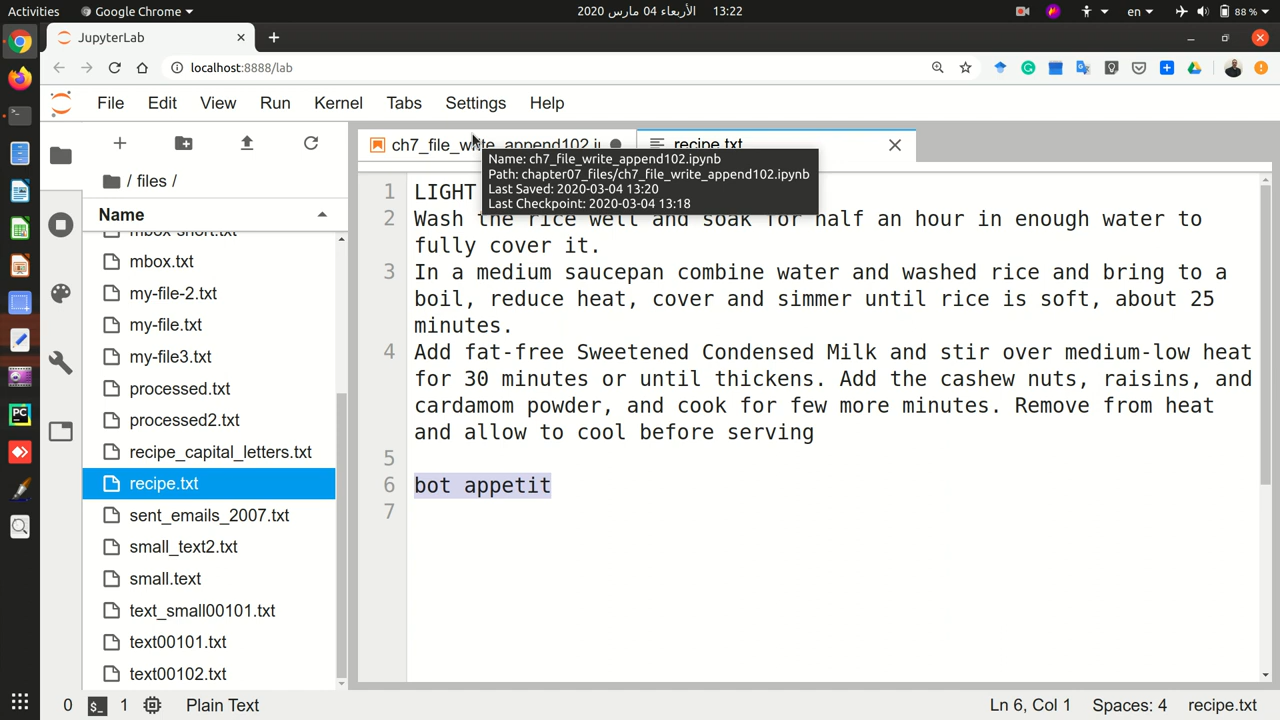 Activities
Google Chrome
الأربعاء 04 مارس 2020 13:22
en
88 %
JupyterLab
localhost:8888/lab
File Edit View Run Kernel Tabs Settings Help
/ files /
Name
mbox-short.txt
mbox.txt
my-file-2.txt
my-file.txt
my-file3.txt
processed.txt
processed2.txt
recipe_capital_letters.txt
recipe.txt
sent_emails_2007.txt
small_text2.txt
small.text
text_small00101.txt
text00101.txt
text00102.txt
ch7_file_write_append102.i
recipe.txt
Name: ch7_file_write_append102.ipynb
Path: chapter07_files/ch7_file_write_append102.ipynb
Last Saved: 2020-03-04 13:20
Last Checkpoint: 2020-03-04 13:18
1 LIGHT
2 Wash the rice well and soak for half an hour in enough water to
fully cover it.
3 In a medium saucepan combine water and washed rice and bring to a
boil, reduce heat, cover and simmer until rice is soft, about 25
minutes.
4 Add fat-free Sweetened Condensed Milk and stir over medium-low heat
for 30 minutes or until thickens. Add the cashew nuts, raisins, and
cardamom powder, and cook for few more minutes. Remove from heat
and allow to cool before serving
5
6 bot appetit
7
0 $_ 1 Plain Text
Ln 6, Col 1 Spaces: 4 recipe.txt
PC